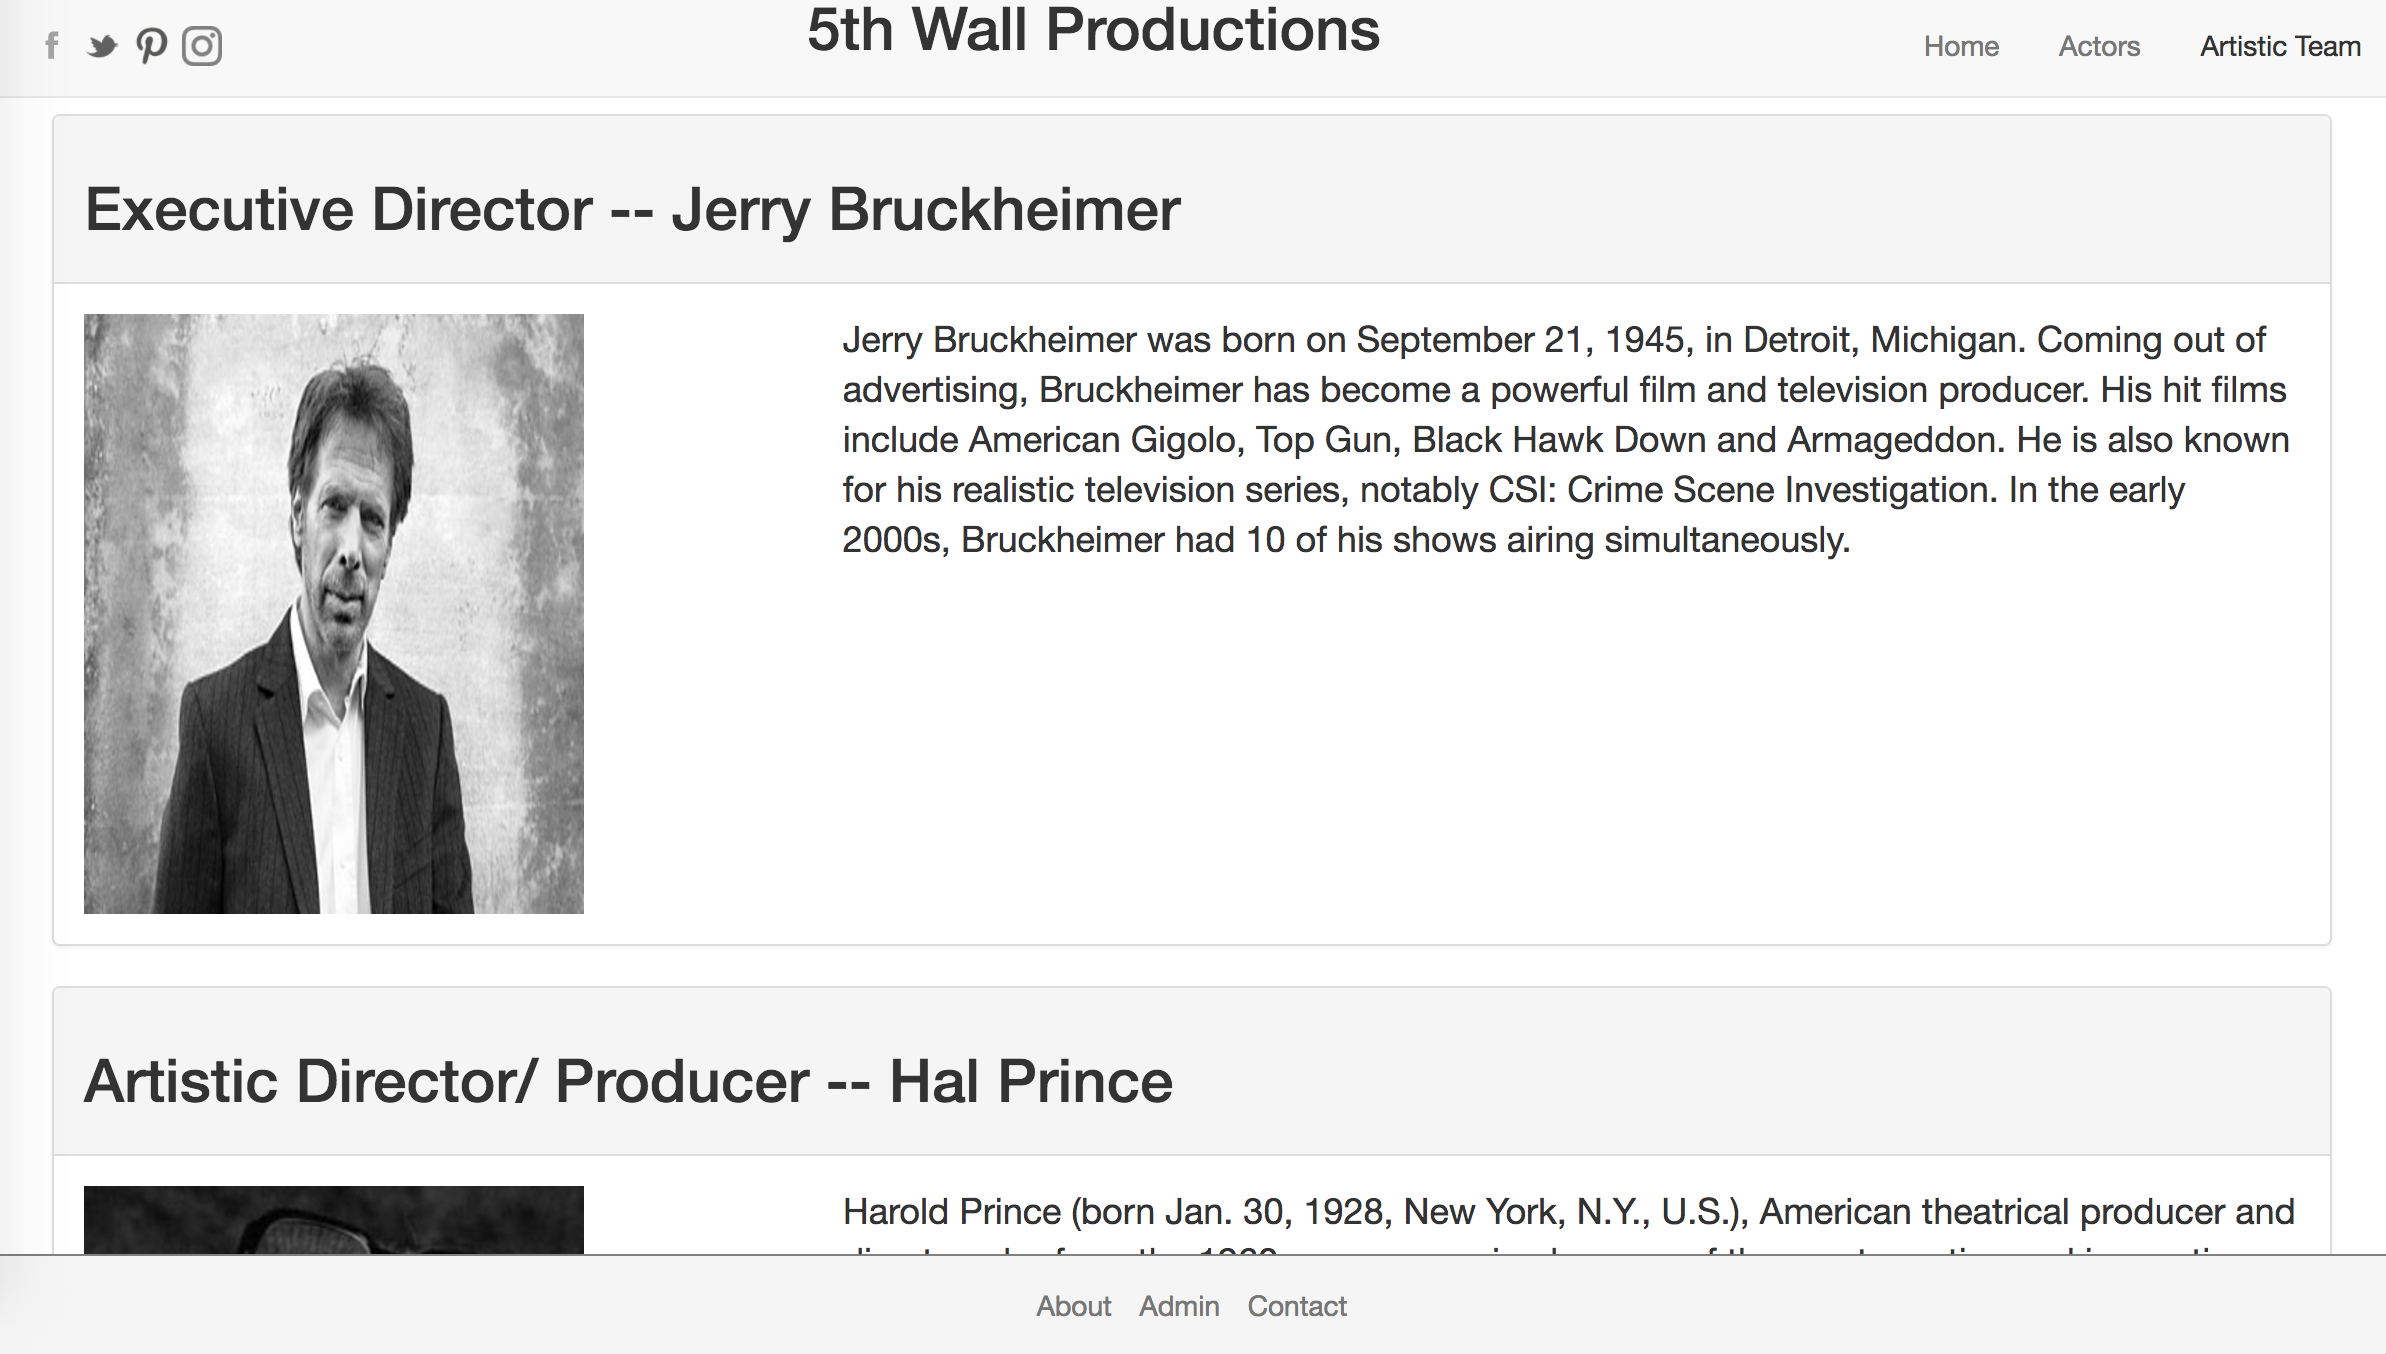 5th Wall Productions
Home Actors Artistic Team
Executive Director -- Jerry Bruckheimer
Jerry Bruckheimer was born on September 21, 1945, in Detroit, Michigan. Coming out of
advertising, Bruckheimer has become a powerful film and television producer. His hit films
include American Gigolo, Top Gun, Black Hawk Down and Armageddon. He is also known
for his realistic television series, notably CSI: Crime Scene Investigation. In the early
2000s, Bruckheimer had 10 of his shows airing simultaneously.
Artistic Director/ Producer -- Hal Prince
Harold Prince (born Jan. 30, 1928, New York, N.Y., U.S.), American theatrical producer and
About Admin Contact